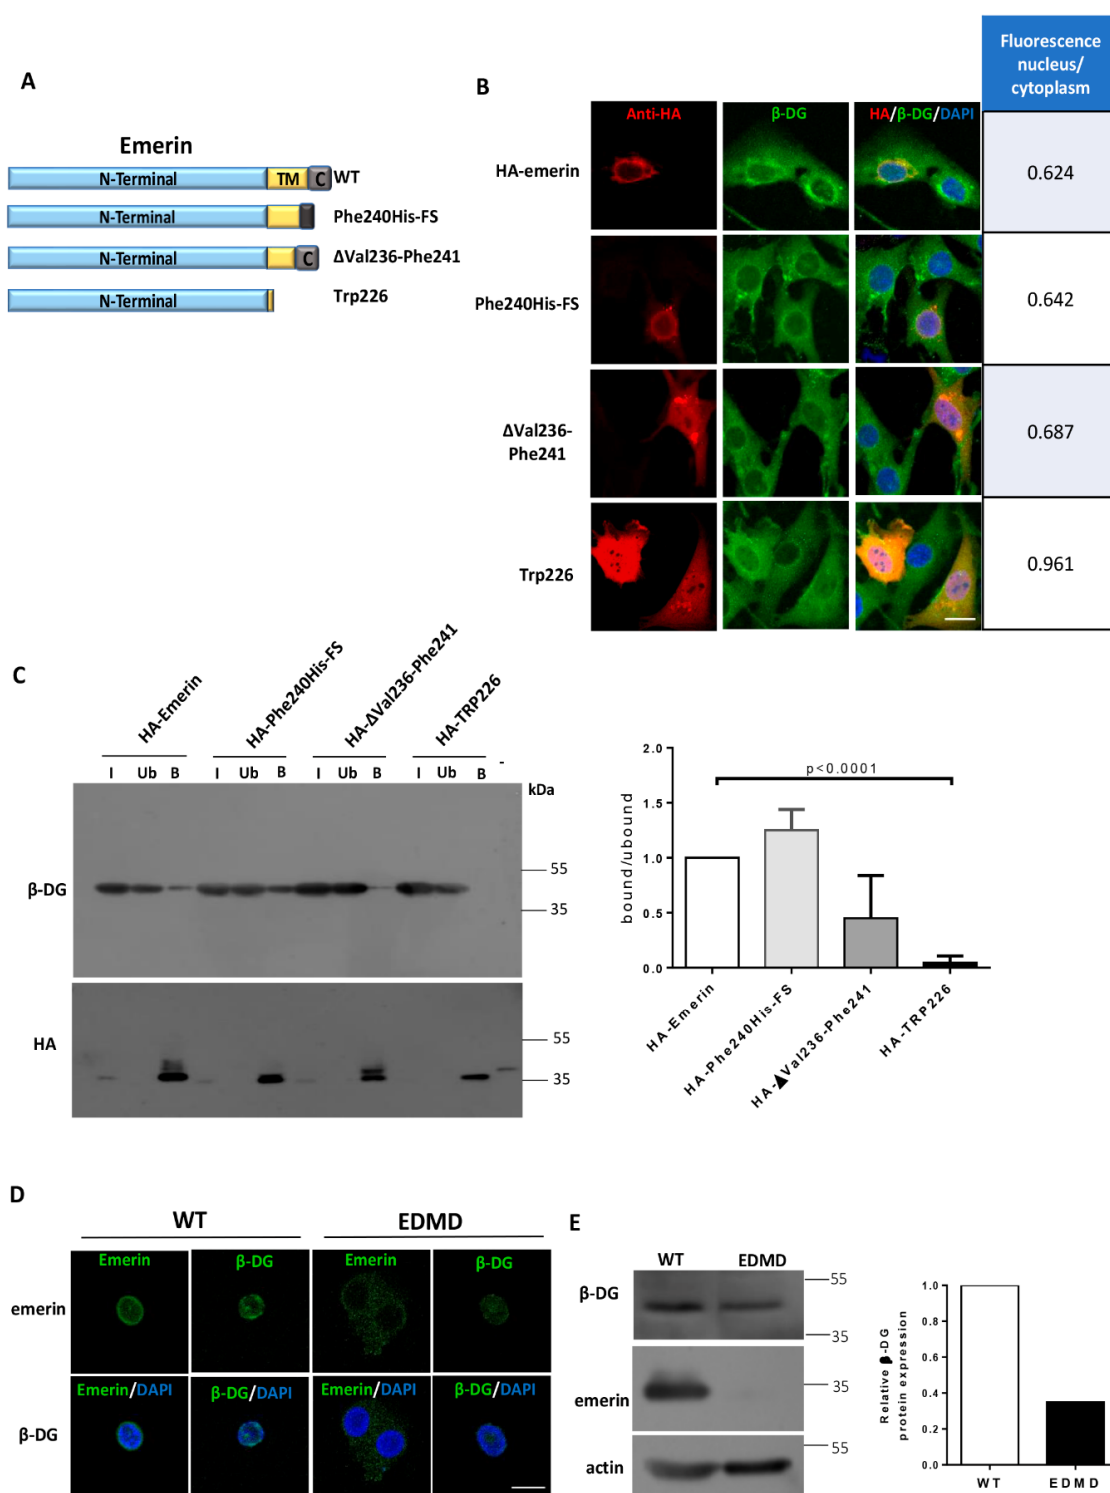 A
Emerin
N-Terminal TM C WT
N-Terminal Phe240His-FS
N-Terminal C ΔVal236-Phe241
N-Terminal Trp226
B
Fluorescence
nucleus/
cytoplasm
Anti-HA β-DG HA/β-DG/DAPI
HA-emerin 0.624
Phe240His-FS 0.642
ΔVal236-
Phe241
0.687
Trp226 0.961
C
HA-Emerin HA-Phe240His-FS HA-ΔVal236-Phe241 HA-TRP226
I Ub B I Ub B I Ub B I Ub B -
kDa
β-DG
55
35
HA
55
35
bound/ubound
2.0
1.5
1.0
0.5
0.0
p<0.0001
HA-Emerin
HA-Phe240His-FS
HA-▲Val236-Phe241
HA-TRP226
D
WT EDMD
Emerin β-DG Emerin β-DG
emerin
Emerin/DAPI β-DG/DAPI Emerin/DAPI β-DG/DAPI
β-DG
E
WT EDMD
β-DG
55
35
emerin
35
actin
55
Relative β-DG
protein expression
1.0
0.8
0.6
0.4
0.2
0.0
WT EDMD